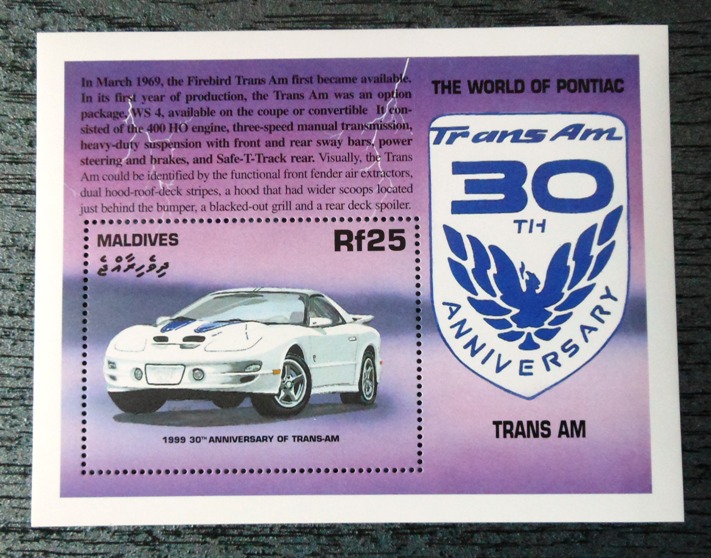 In March 1969, the Firebird Trans Am first became available.
In its first year of production, the Trans Am was an option
package, WS 4, available on the coupe or convertible It con-
sisted of the 400 HO engine, three-speed manual transmission,
heavy-duty suspension with front and rear sway bars, power
steering and brakes, and Safe-T-Track rear. Visually, the Trans
Am could be identified by the functional front fender air extractors,
dual hood-roof-deck stripes, a hood that had wider scoops located
just behind the bumper, a blacked-out grill and a rear deck spoiler.
MALDIVES
Rf25
ދިވެހިރާއްޖެ
1999 30TH ANNIVERSARY OF TRANS-AM
THE WORLD OF PONTIAC
Trans Am
30
TH
ANNIVERSARY
TRANS AM